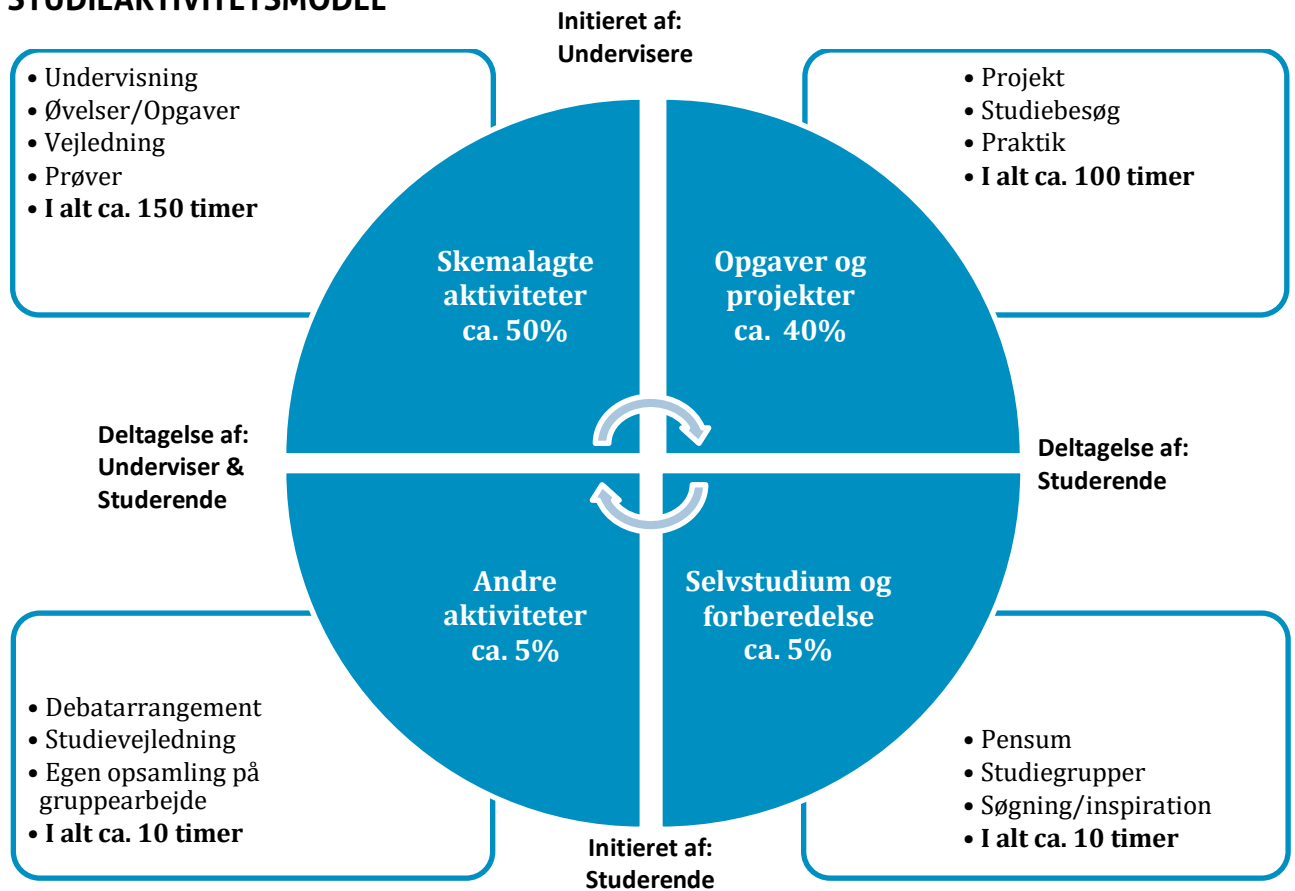 STUDIEAKTIVITETSMODEL
Initieret af:
Undervisere
• Undervisning
• Øvelser/Opgaver
• Vejledning
• Prøver
• I alt ca. 150 timer
• Projekt
• Studiebesøg
• Praktik
• I alt ca. 100 timer
Skemalagte
aktiviteter
ca. 50%
Opgaver og
projekter
ca. 40%
Deltagelse af:
Underviser &
Studerende
Deltagelse af:
Studerende
Andre
aktiviteter
ca. 5%
Selvstudium og
forberedelse
ca. 5%
• Debatarrangement
• Studievejledning
• Egen opsamling på
gruppearbejde
• I alt ca. 10 timer
• Pensum
• Studiegrupper
• Søgning/inspiration
• I alt ca. 10 timer
Initieret af:
Studerende